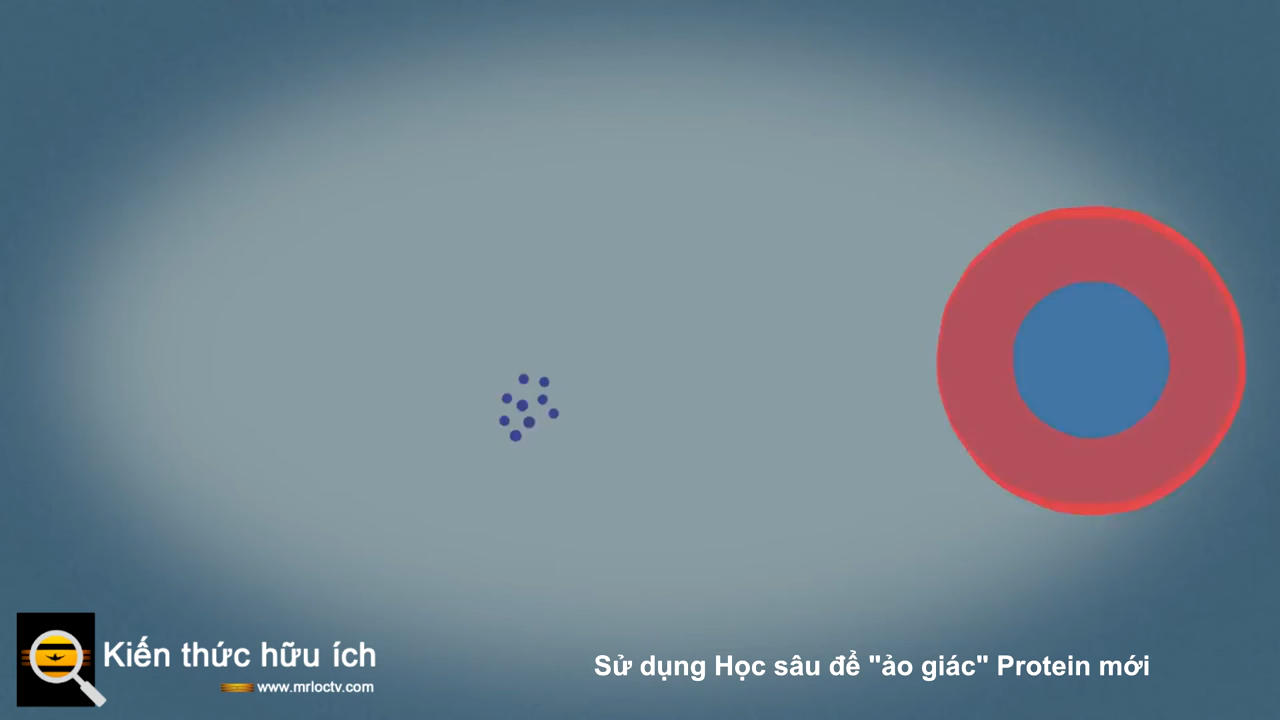 Kiến thức hữu ích
www.mrloctv.com
Sử dụng Học sâu để "ảo giác" Protein mới